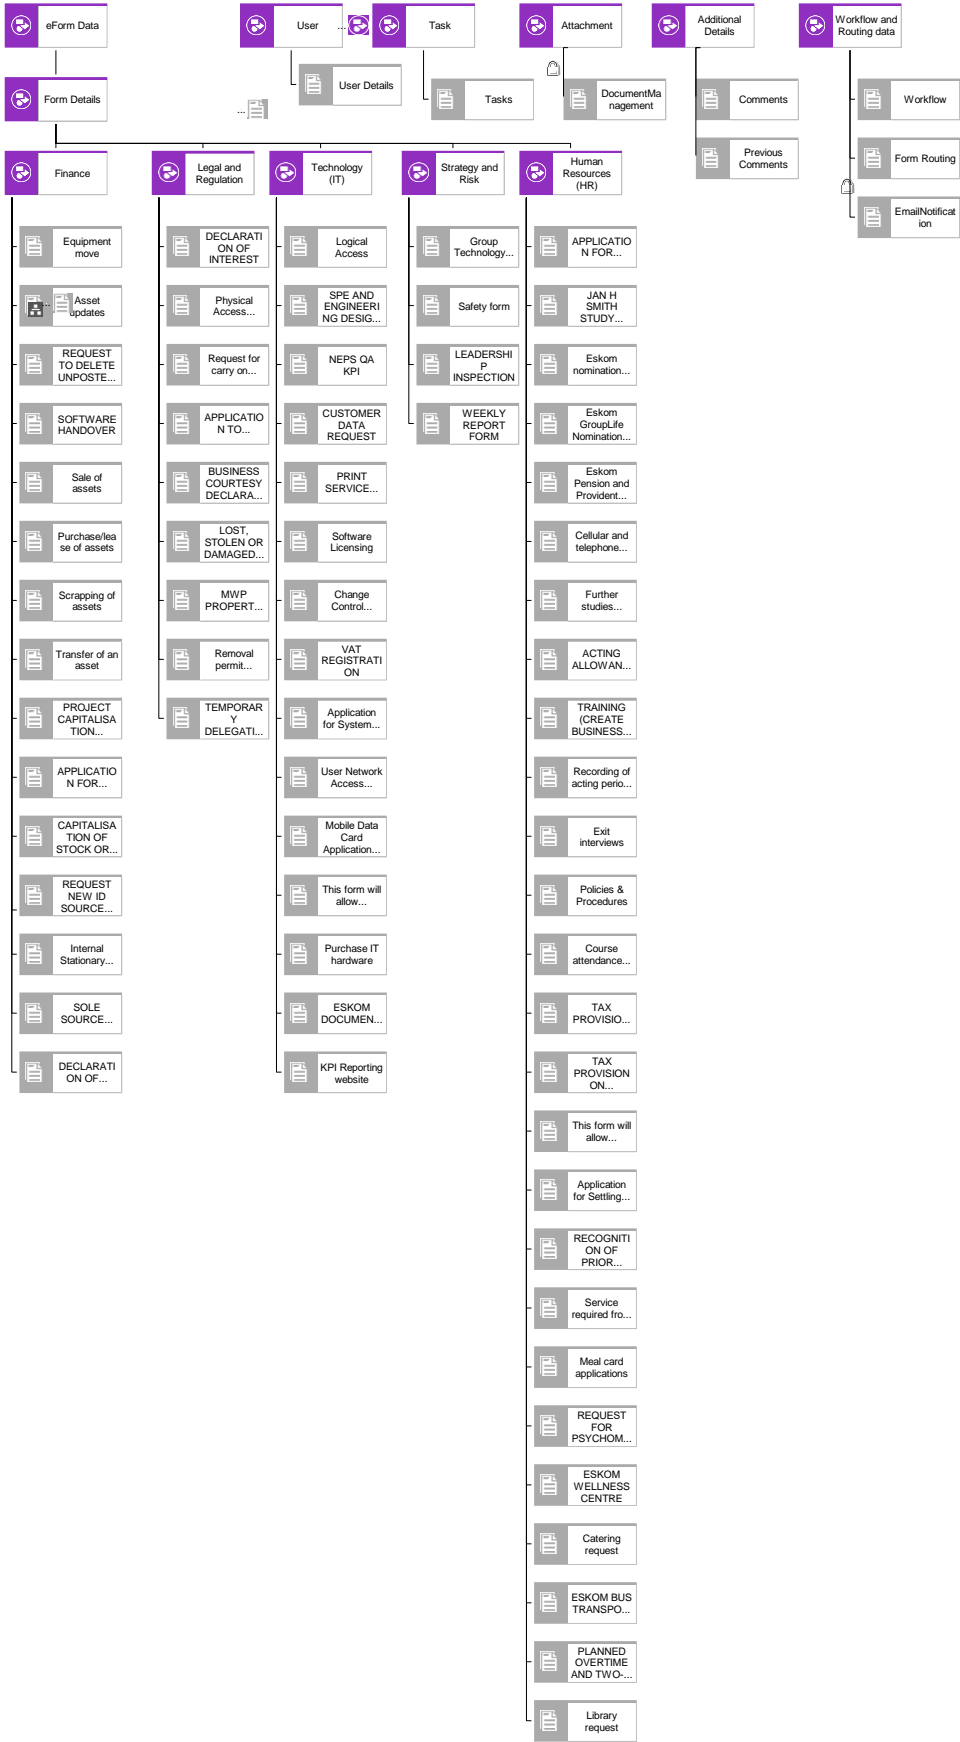 eForm Data
User
...
Task
Attachment
Additional
Details
Workflow and
Routing data
Form Details
User Details
...
Tasks
DocumentMa
nagement
Comments
Workflow
Previous
Comments
Form Routing
EmailNotificat
ion
Finance
Legal and
Regulation
Technology
(IT)
Strategy and
Risk
Human
Resources
(HR)
Equipment
move
...
Asset
updates
REQUEST
TO DELETE
UNPOSTE...
SOFTWARE
HANDOVER
Sale of
assets
Purchase/lea
se of assets
Scrapping of
assets
Transfer of an
asset
PROJECT
CAPITALISA
TION...
APPLICATIO
N FOR...
CAPITALISA
TION OF
STOCK OR...
REQUEST
NEW ID
SOURCE...
Internal
Stationary...
SOLE
SOURCE...
DECLARATI
ON OF...
DECLARATI
ON OF
INTEREST
Physical
Access...
Request for
carry on...
APPLICATIO
N TO...
BUSINESS
COURTESY
DECLARA...
LOST,
STOLEN OR
DAMAGED...
MWP
PROPERT...
Removal
permit...
TEMPORAR
Y
DELEGATI...
Logical
Access
SPE AND
ENGINEERI
NG DESIG...
NEPS QA
KPI
CUSTOMER
DATA
REQUEST
PRINT
SERVICE...
Software
Licensing
Change
Control...
VAT
REGISTRATI
ON
Application
for System...
User Network
Access...
Mobile Data
Card
Application...
This form will
allow...
Purchase IT
hardware
ESKOM
DOCUMEN...
KPI Reporting
website
Group
Technology...
Safety form
LEADERSHI
P
INSPECTION
WEEKLY
REPORT
FORM
APPLICATIO
N FOR...
JAN H
SMITH
STUDY...
Eskom
nomination...
Eskom
GroupLife
Nomination...
Eskom
Pension and
Provident...
Cellular and
telephone...
Further
studies...
ACTING
ALLOWAN...
TRAINING
(CREATE
BUSINESS...
Recording of
acting perio...
Exit
interviews
Policies &
Procedures
Course
attendance...
TAX
PROVISIO...
TAX
PROVISION
ON...
This form will
allow...
Application
for Settling...
RECOGNITI
ON OF
PRIOR...
Service
required fro...
Meal card
applications
REQUEST
FOR
PSYCHOM...
ESKOM
WELLNESS
CENTRE
Catering
request
ESKOM BUS
TRANSPO...
PLANNED
OVERTIME
AND TWO-...
Library
request